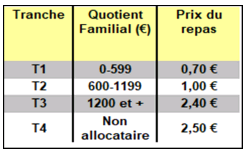 Tranche Quotient Prix du
Familial (€) repas
T1 0-599 0,70 €
T2 600-1199 1,00 €
T3 1200 et + 2,40 €
T4 Non 2,50 €
allocataire